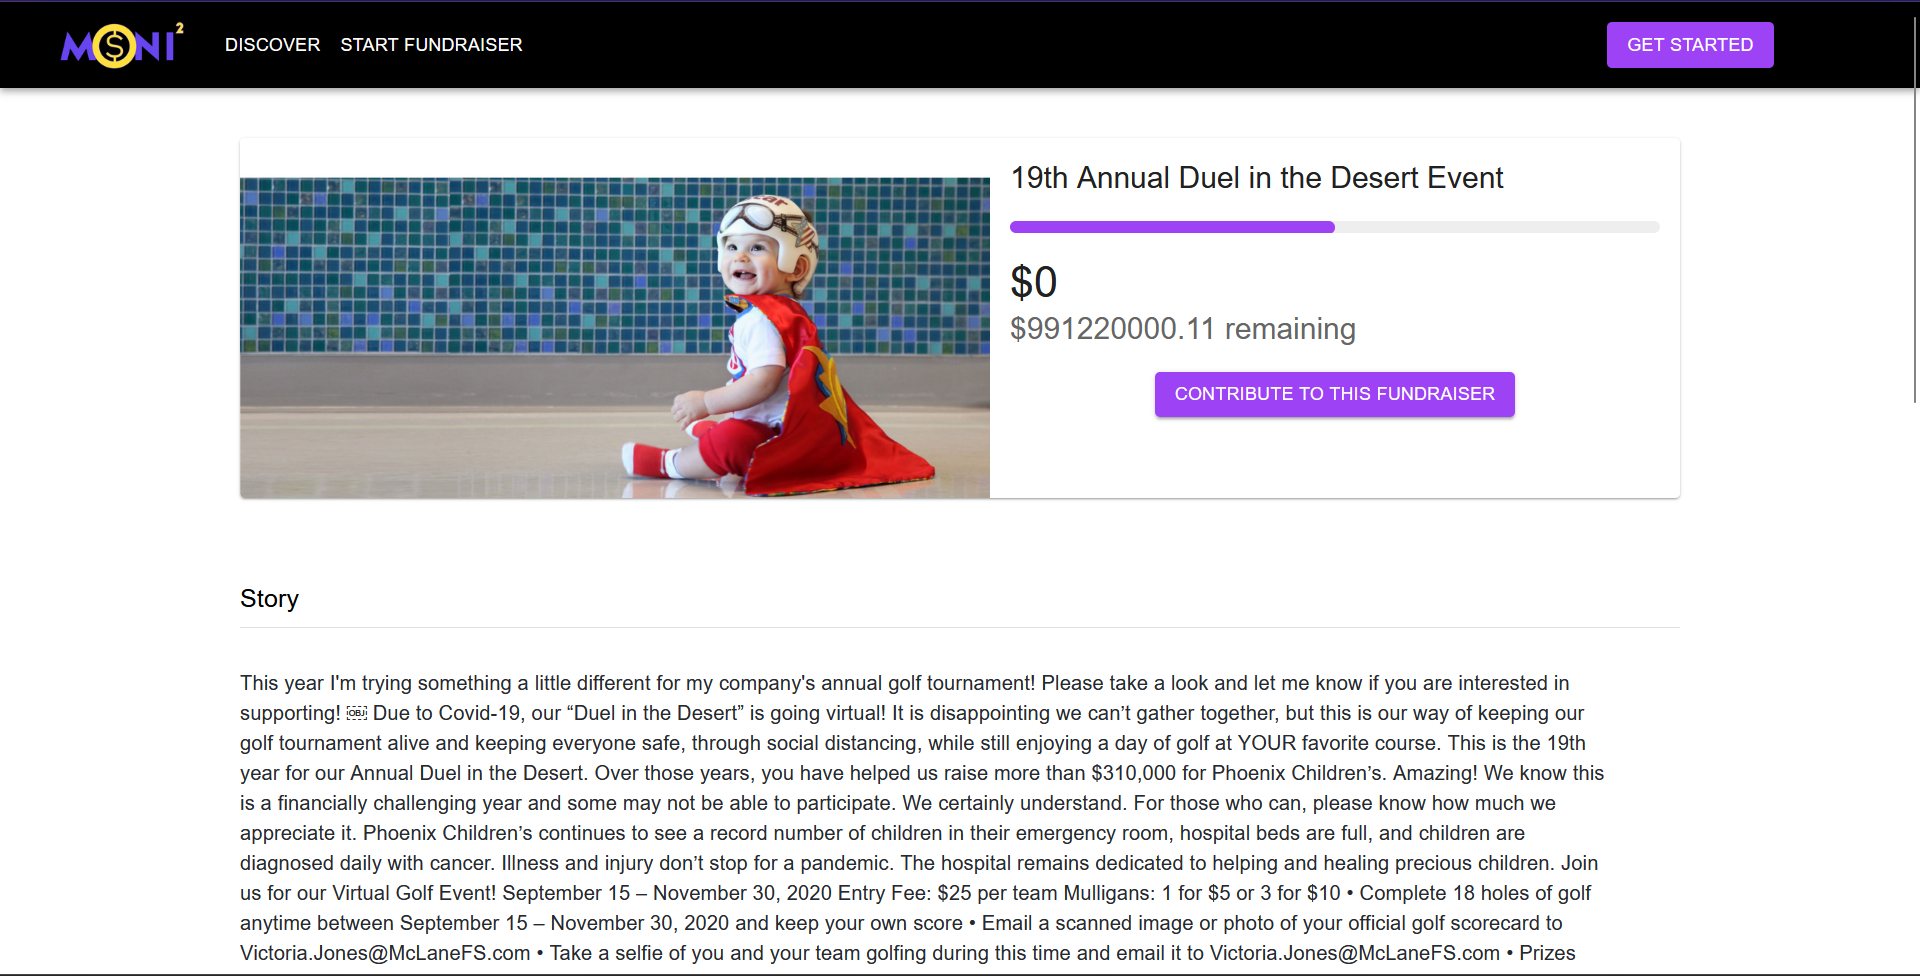 M$NI²
DISCOVER
START FUNDRAISER
GET STARTED
19th Annual Duel in the Desert Event
$0
$991220000.11 remaining
CONTRIBUTE TO THIS FUNDRAISER
Story
This year I'm trying something a little different for my company's annual golf tournament! Please take a look and let me know if you are interested in
supporting! ￼ Due to Covid-19, our “Duel in the Desert” is going virtual! It is disappointing we can’t gather together, but this is our way of keeping our
golf tournament alive and keeping everyone safe, through social distancing, while still enjoying a day of golf at YOUR favorite course. This is the 19th
year for our Annual Duel in the Desert. Over those years, you have helped us raise more than $310,000 for Phoenix Children’s. Amazing! We know this
is a financially challenging year and some may not be able to participate. We certainly understand. For those who can, please know how much we
appreciate it. Phoenix Children’s continues to see a record number of children in their emergency room, hospital beds are full, and children are
diagnosed daily with cancer. Illness and injury don’t stop for a pandemic. The hospital remains dedicated to helping and healing precious children. Join
us for our Virtual Golf Event! September 15 – November 30, 2020 Entry Fee: $25 per team Mulligans: 1 for $5 or 3 for $10 • Complete 18 holes of golf
anytime between September 15 – November 30, 2020 and keep your own score • Email a scanned image or photo of your official golf scorecard to
Victoria.Jones@McLaneFS.com • Take a selfie of you and your team golfing during this time and email it to Victoria.Jones@McLaneFS.com • Prizes